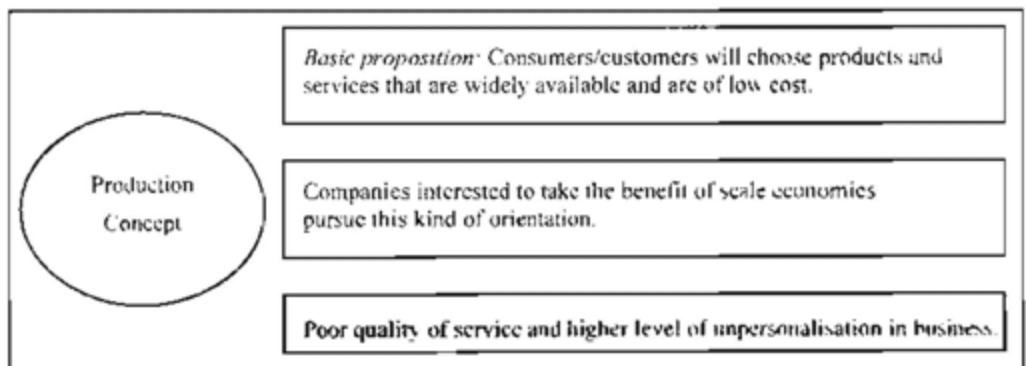 Basic proposition: Consumers/customers will choose products and
services that are widely available and are of low cost.
Production
Concept
Companies interested to take the benefit of scale economies
pursue this kind of orientation.
Poor quality of service and higher level of unpersonalisation in business.